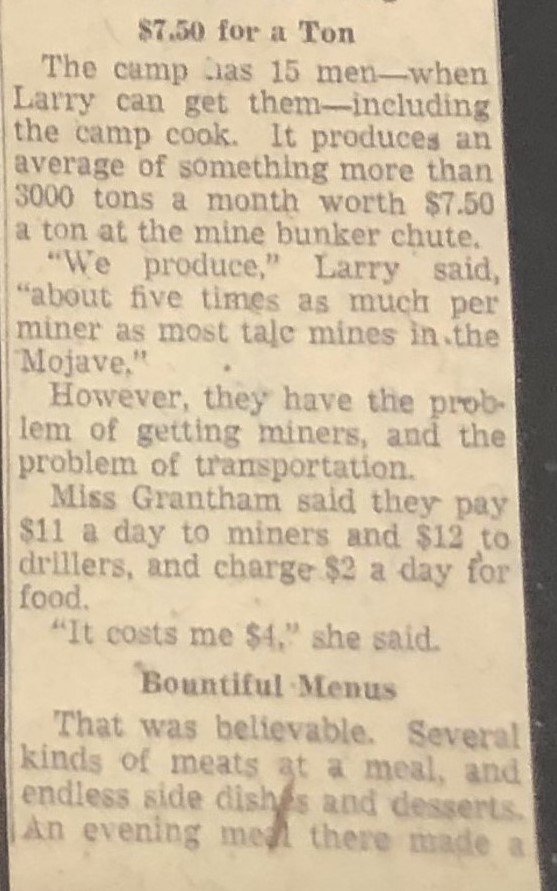 $7.50 for a Ton
The camp has 15 men—when
Larry can get them—including
the camp cook. It produces an
average of something more than
3000 tons a month worth $7.50
a ton at the mine bunker chute.
“We produce,” Larry said,
“about five times as much per
miner as most talc mines in the
Mojave.”
However, they have the prob-
lem of getting miners, and the
problem of transportation.
Miss Grantham said they pay
$11 a day to miners and $12 to
drillers, and charge $2 a day for
food.
“It costs me $4,” she said.
Bountiful Menus
That was believable. Several
kinds of meats at a meal, and
endless side dishes and desserts.
An evening meal there made a